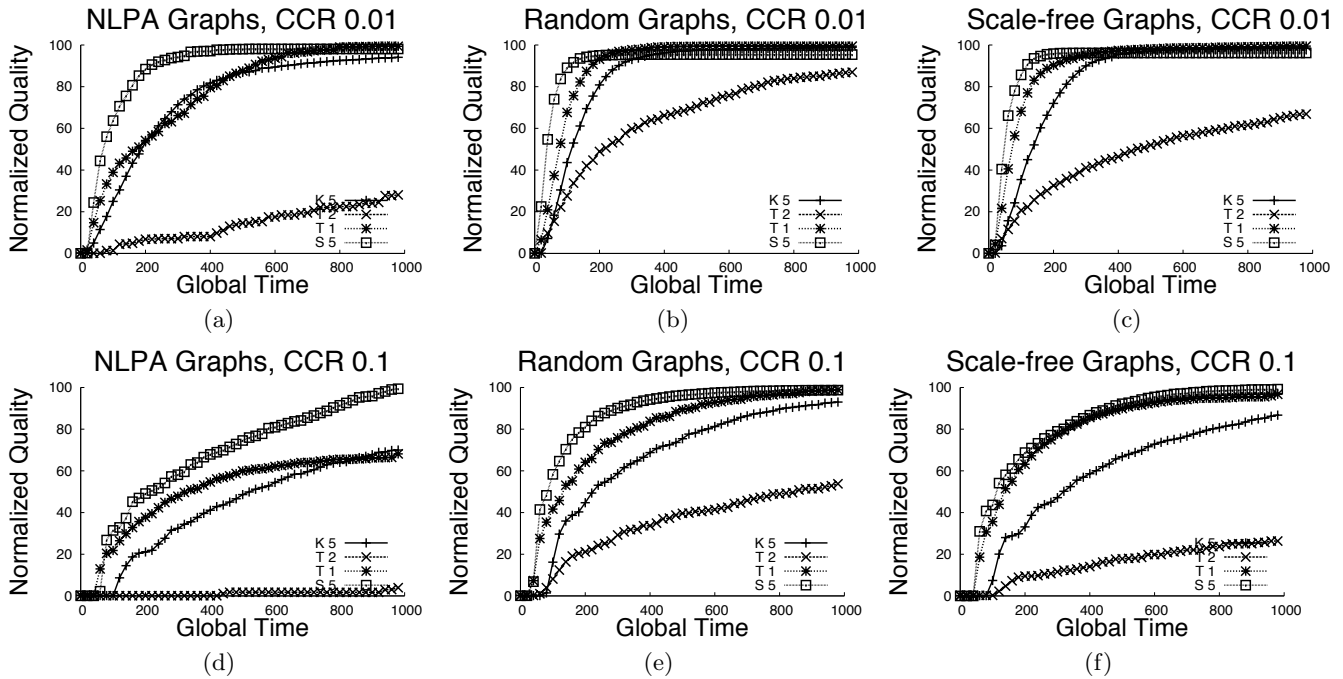 NLPA Graphs, CCR 0.01
Normalized Quality
100
80
60
40
20
0
K 5
T 2
T 1
S 5
0 200 400 600 800 1000
Global Time
(a)
Random Graphs, CCR 0.01
Normalized Quality
100
80
60
40
20
0
K 5
T 2
T 1
S 5
0 200 400 600 800 1000
Global Time
(b)
Scale-free Graphs, CCR 0.01
Normalized Quality
100
80
60
40
20
0
K 5
T 2
T 1
S 5
0 200 400 600 800 1000
Global Time
(c)
NLPA Graphs, CCR 0.1
Normalized Quality
100
80
60
40
20
0
K 5
T 2
T 1
S 5
0 200 400 600 800 1000
Global Time
(d)
Random Graphs, CCR 0.1
Normalized Quality
100
80
60
40
20
0
K 5
T 2
T 1
S 5
0 200 400 600 800 1000
Global Time
(e)
Scale-free Graphs, CCR 0.1
Normalized Quality
100
80
60
40
20
0
K 5
T 2
T 1
S 5
0 200 400 600 800 1000
Global Time
(f)